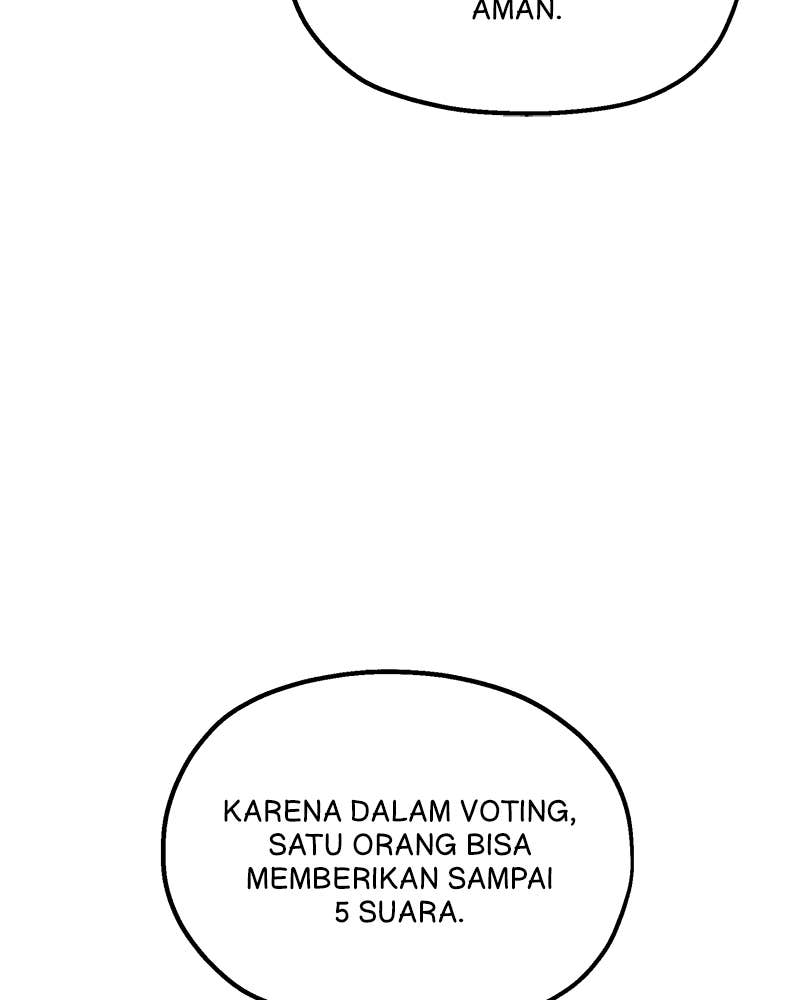 AMAN.
KARENA DALAM VOTING,
SATU ORANG BISA
MEMBERIKAN SAMPAI
5 SUARA.